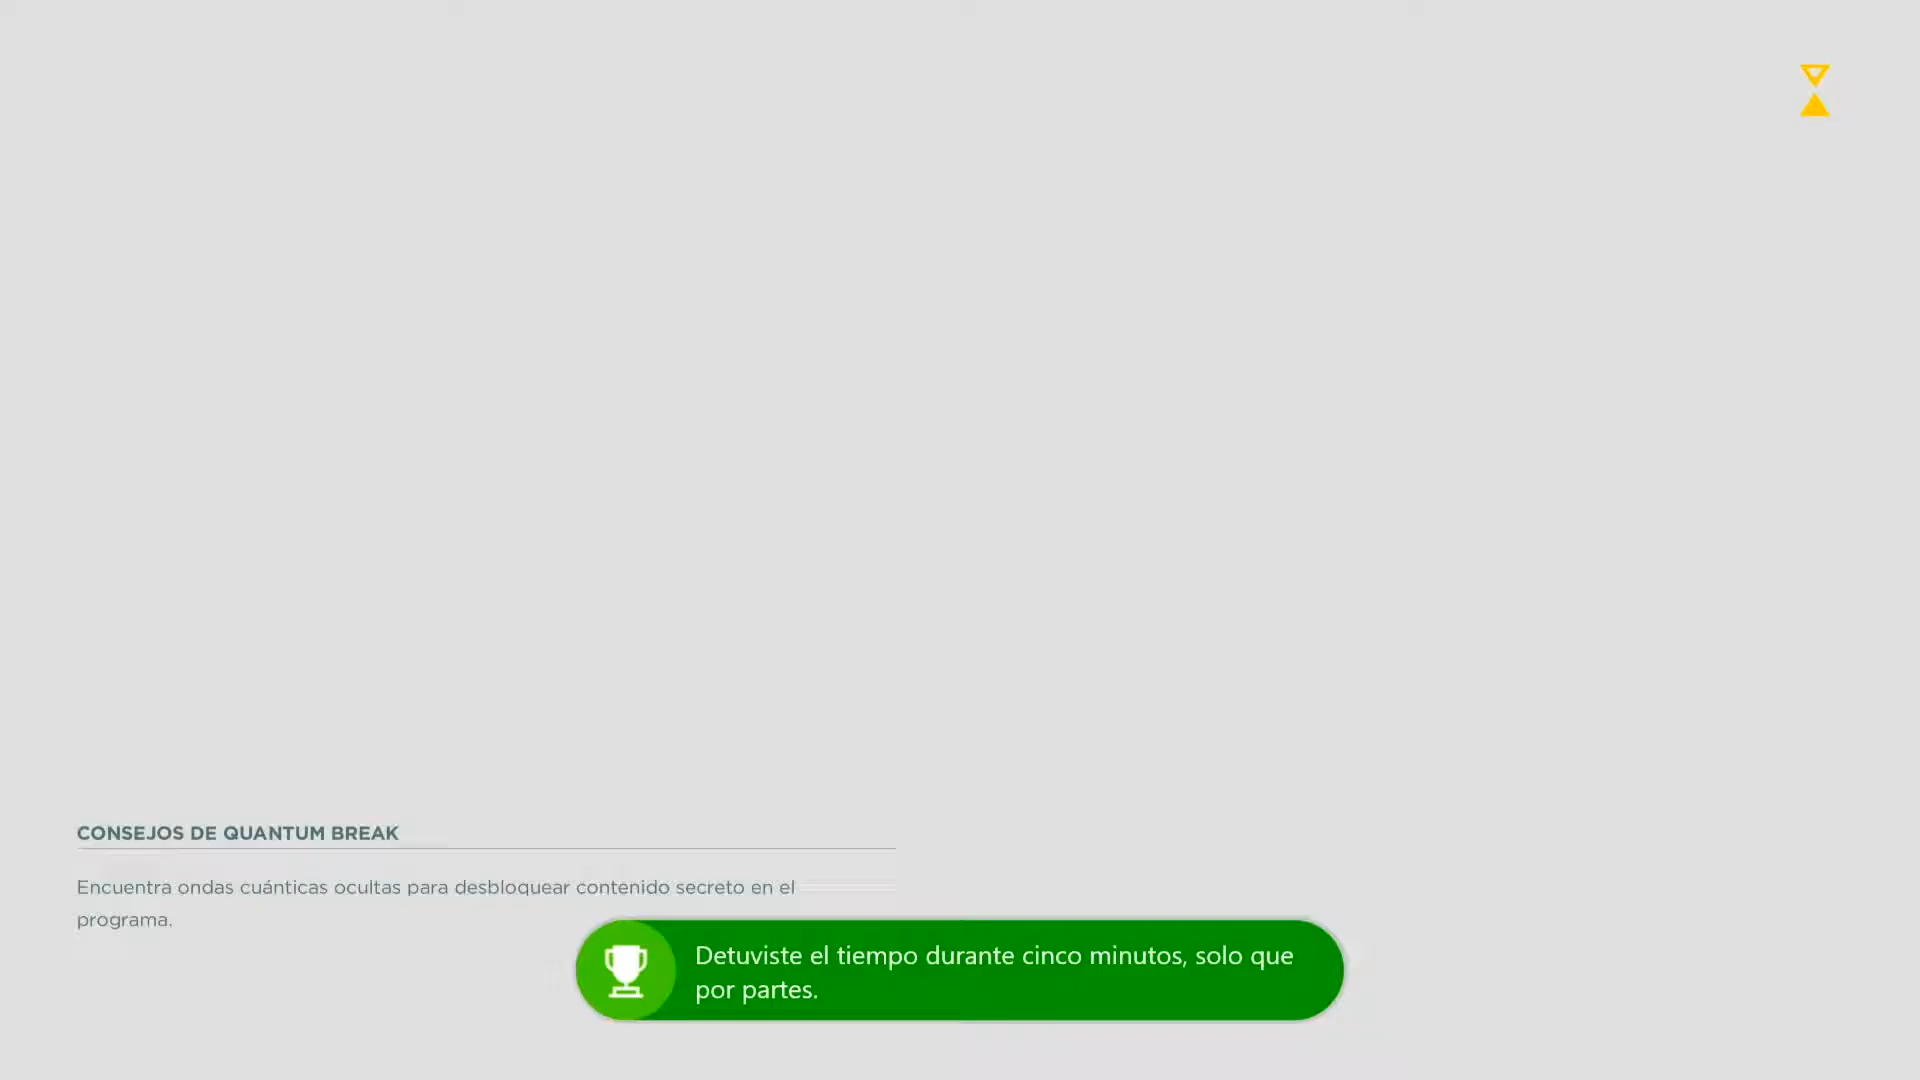 CONSEJOS DE QUANTUM BREAK
Encuentra ondas cuánticas ocultas para desbloquear contenido secreto en el
programa.
Detuviste el tiempo durante cinco minutos, solo que
por partes.